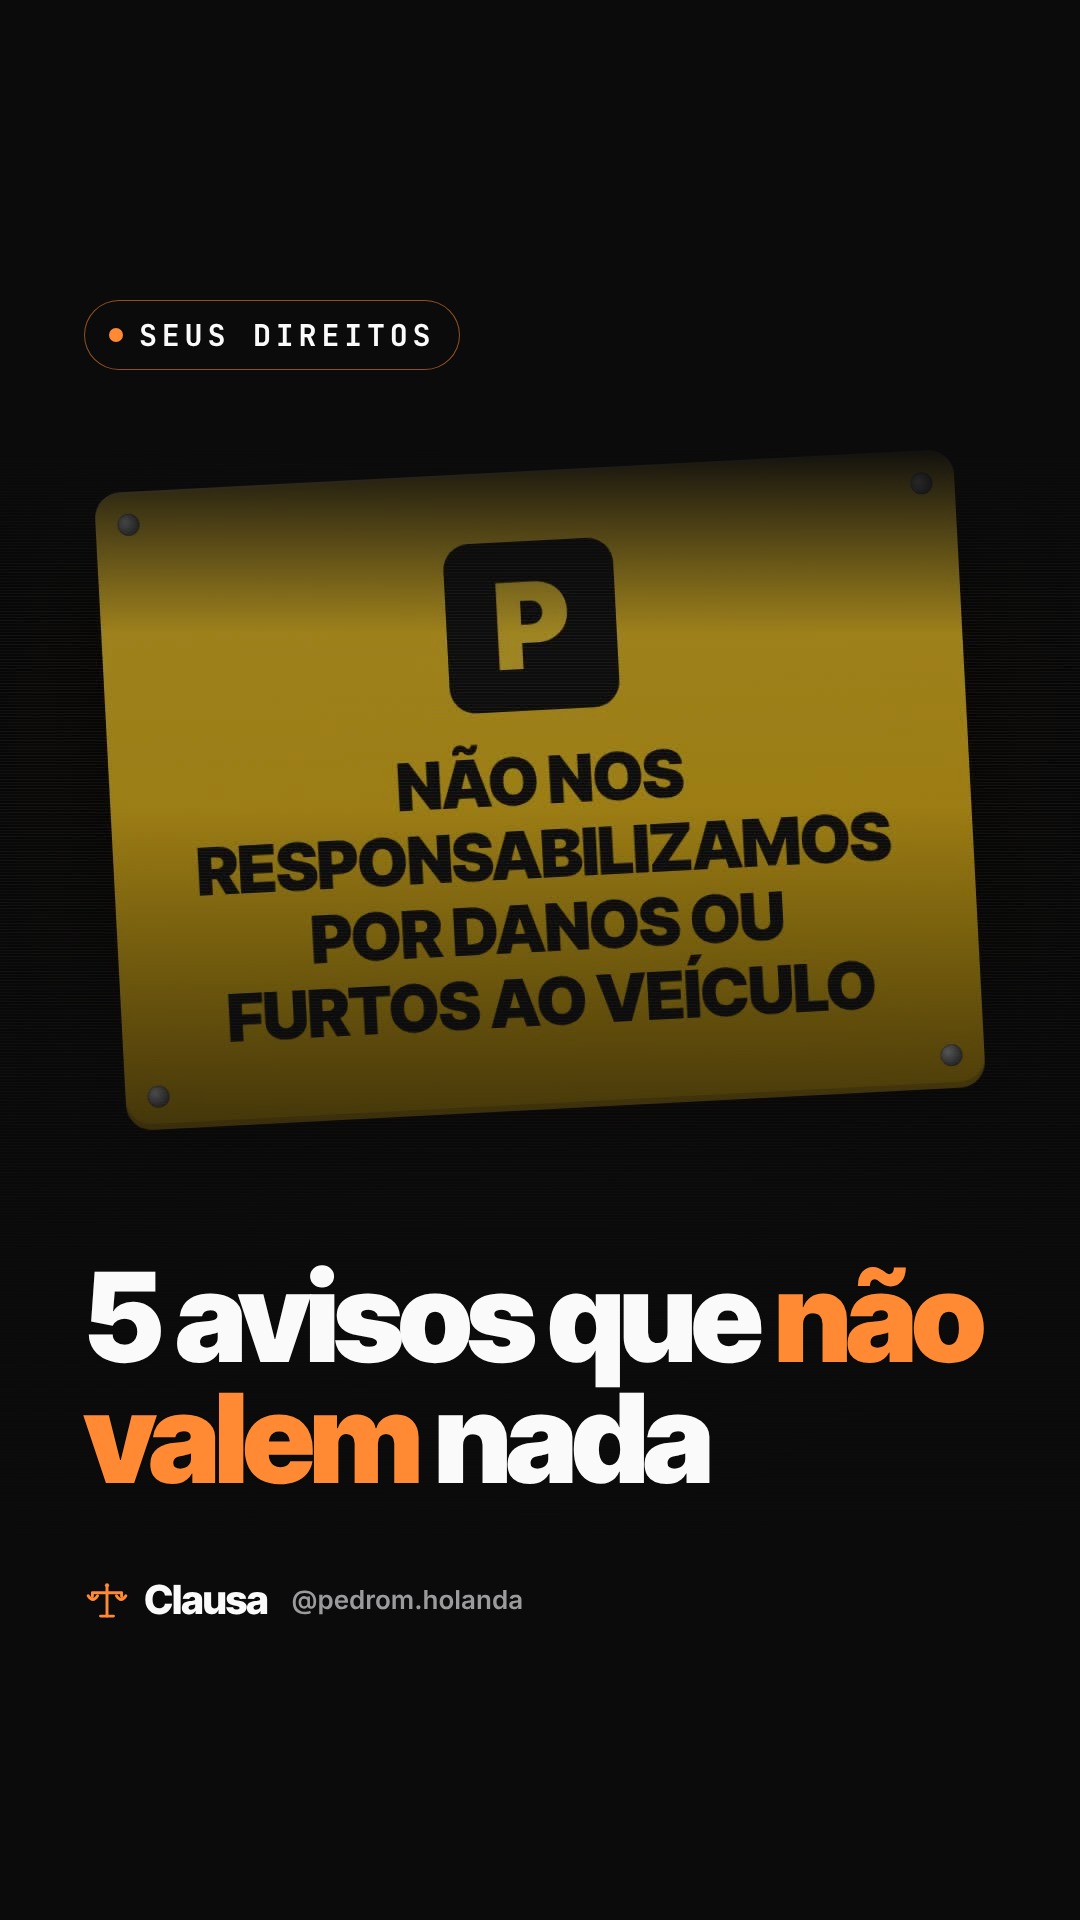 SEUS DIREITOS
P
NÃO NOS
RESPONSABILIZAMOS
POR DANOS OU
FURTOS AO VEÍCULO
5 avisos que não
valem nada
Clausa @pedrom.holanda